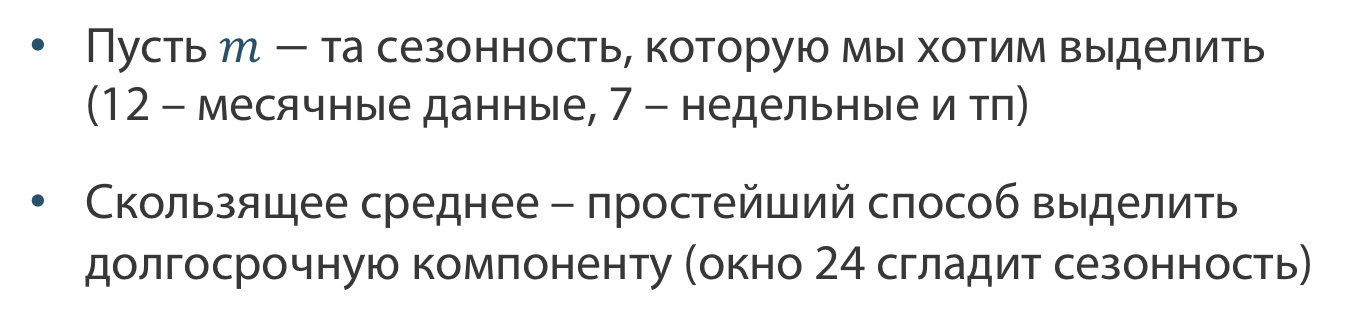 • Пусть m — та сезонность, которую мы хотим выделить
(12 – месячные данные, 7 – недельные и тп)
• Скользящее среднее – простейший способ выделить
долгосрочную компоненту (окно 24 сгладит сезонность)